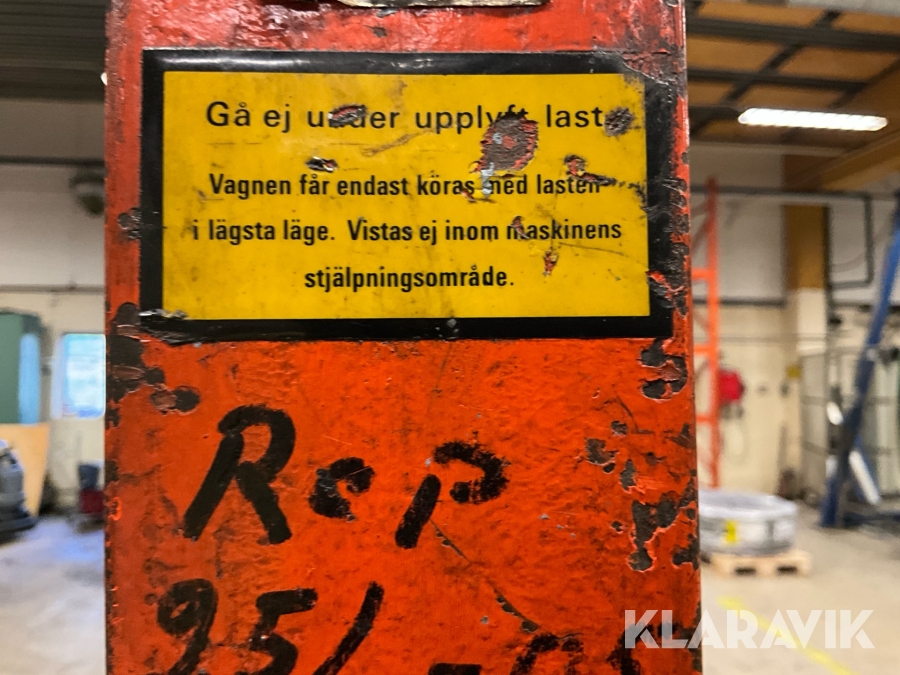 Gå ej under upplyft last
Vagnen får endast köras med lasten
i lägsta läge. Vistas ej inom maskinens
stjälpningsområde.
Rep
KLARAVIK